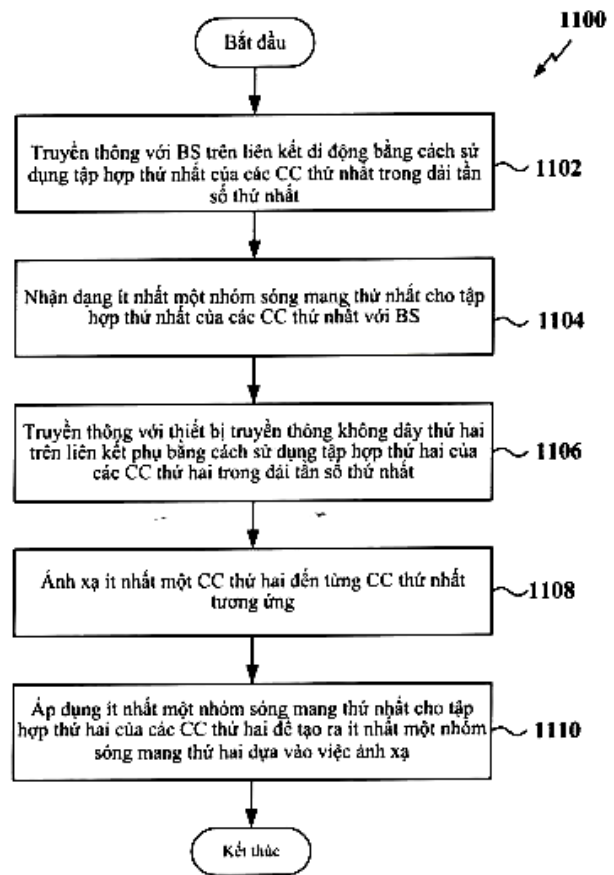 1100
Bắt đầu
Truyền thông với BS trên liên kết di động bằng cách sử
dụng tập hợp thứ nhất của các CC thứ nhất trong dải tần
số thứ nhất
1102
Nhận dạng ít nhất một nhóm sóng mang thứ nhất cho tập
hợp thứ nhất của các CC thứ nhất với BS
1104
Truyền thông với thiết bị truyền thông không dây thứ hai
trên liên kết phụ bằng cách sử dụng tập hợp thứ hai của
các CC thứ hai trong dải tần số thứ nhất
1106
Ánh xạ ít nhất một CC thứ hai đến từng CC thứ nhất
tương ứng
1108
Áp dụng ít nhất một nhóm sóng mang thứ nhất cho tập
hợp thứ hai của các CC thứ hai để tạo ra ít nhất một nhóm
sóng mang thứ hai dựa vào việc ánh xạ
1110
Kết thúc